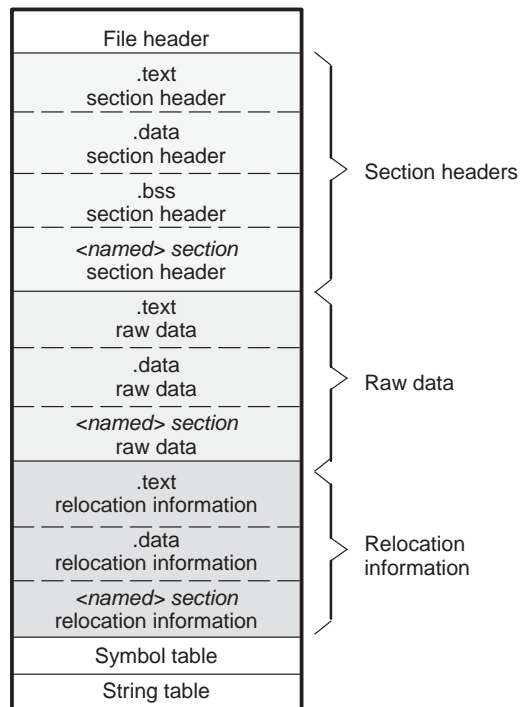 File header
.text
section header
.data
section header
.bss
section header
<named> section
section header
Section headers
.text
raw data
.data
raw data
<named> section
raw data
Raw data
.text
relocation information
.data
relocation information
<named> section
relocation information
Relocation
information
Symbol table
String table